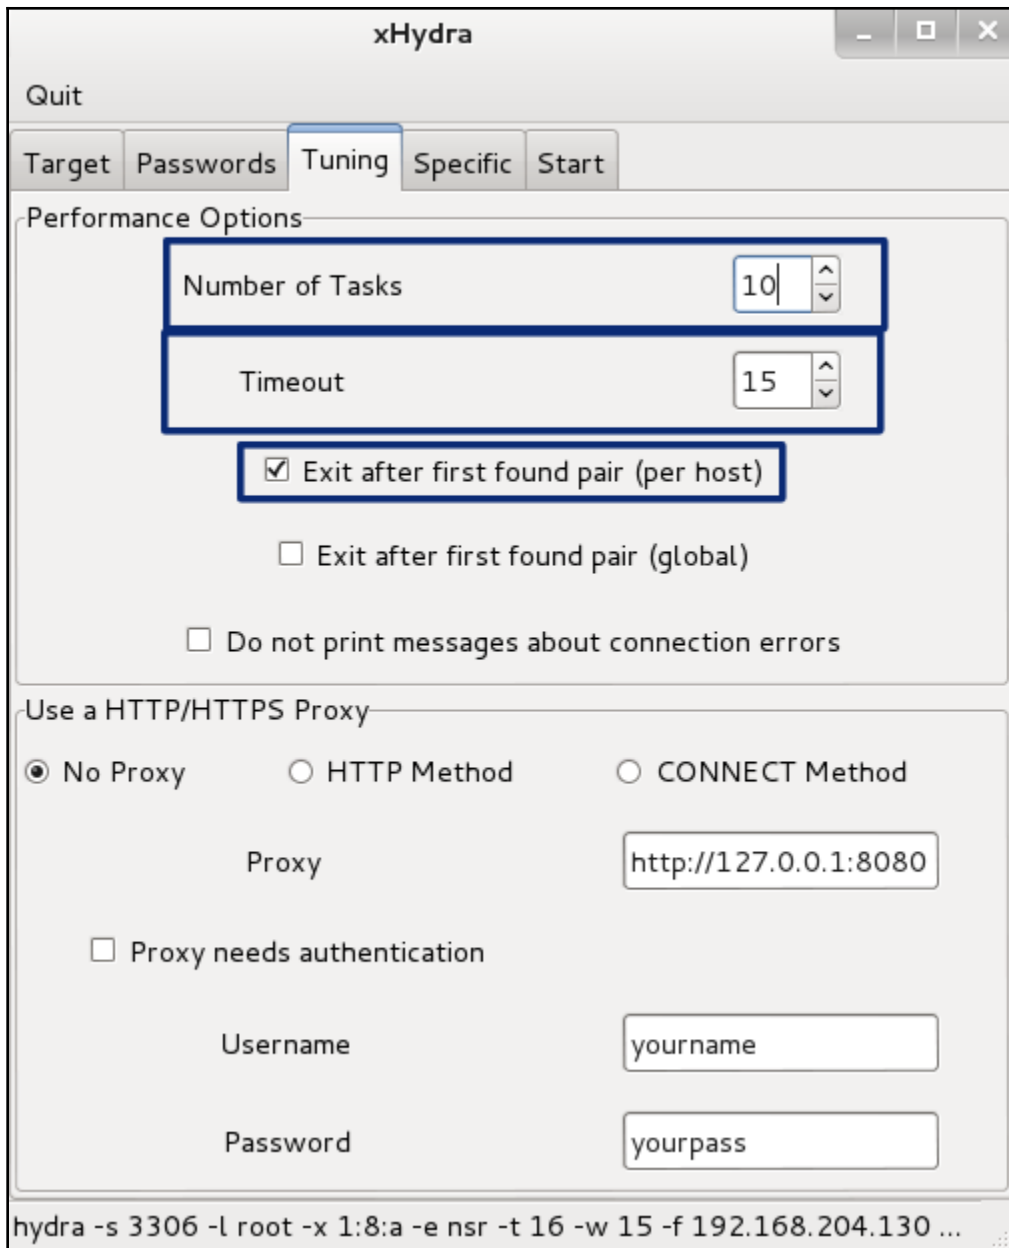 xHydra
Quit
Target Passwords Tuning Specific Start
Performance Options
Number of Tasks 10
Timeout 15
Exit after first found pair (per host)
Exit after first found pair (global)
Do not print messages about connection errors
Use a HTTP/HTTPS Proxy
No Proxy HTTP Method CONNECT Method
Proxy http://127.0.0.1:8080
Proxy needs authentication
Username yourname
Password yourpass
hydra -s 3306 -l root -x 1:8:a -e nsr -t 16 -w 15 -f 192.168.204.130 ...